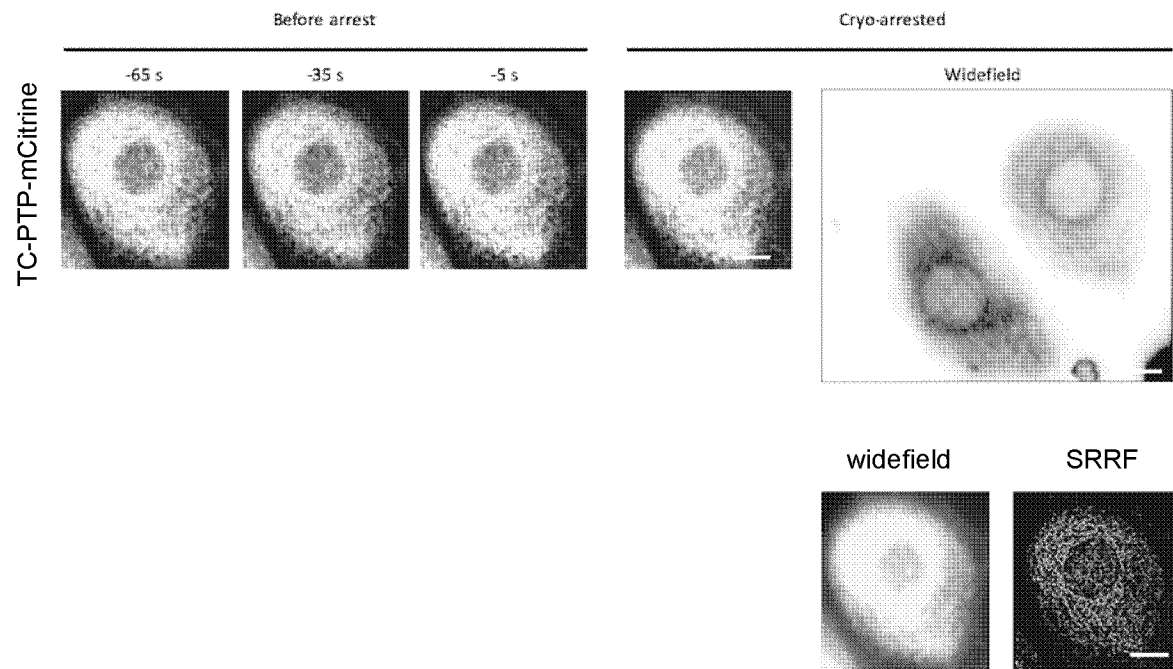 Before arrest
Cryo-arrested
-65 s
-35 s
-5 s
Widefield
TC-PTP-mCitrine
widefield
SRRF